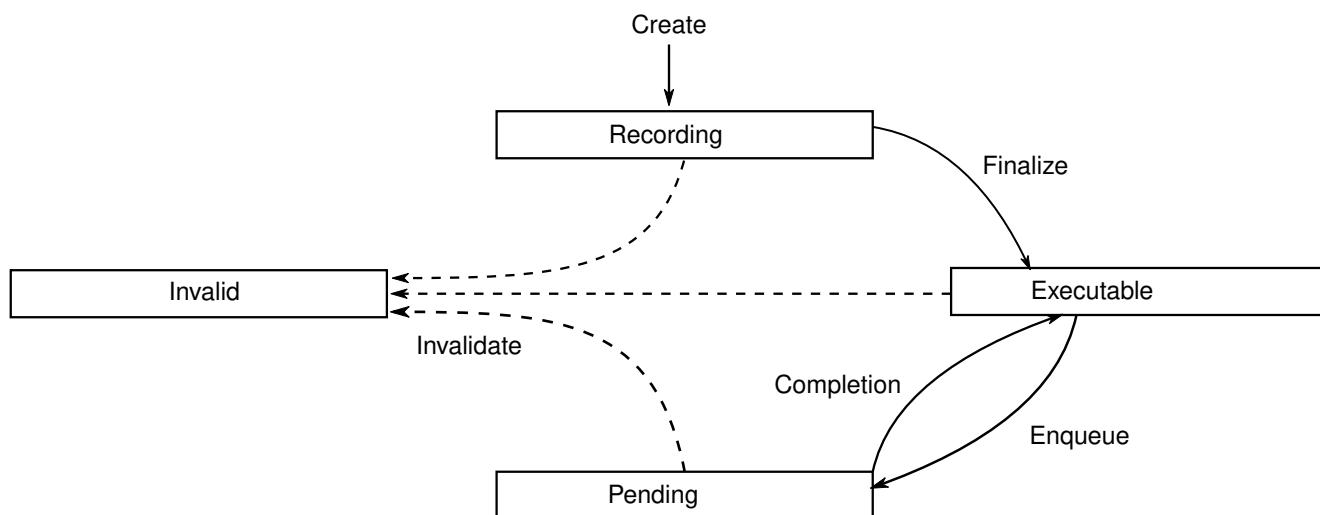 Create
Recording
Finalize
Invalid
Executable
Invalidate
Completion
Enqueue
Pending